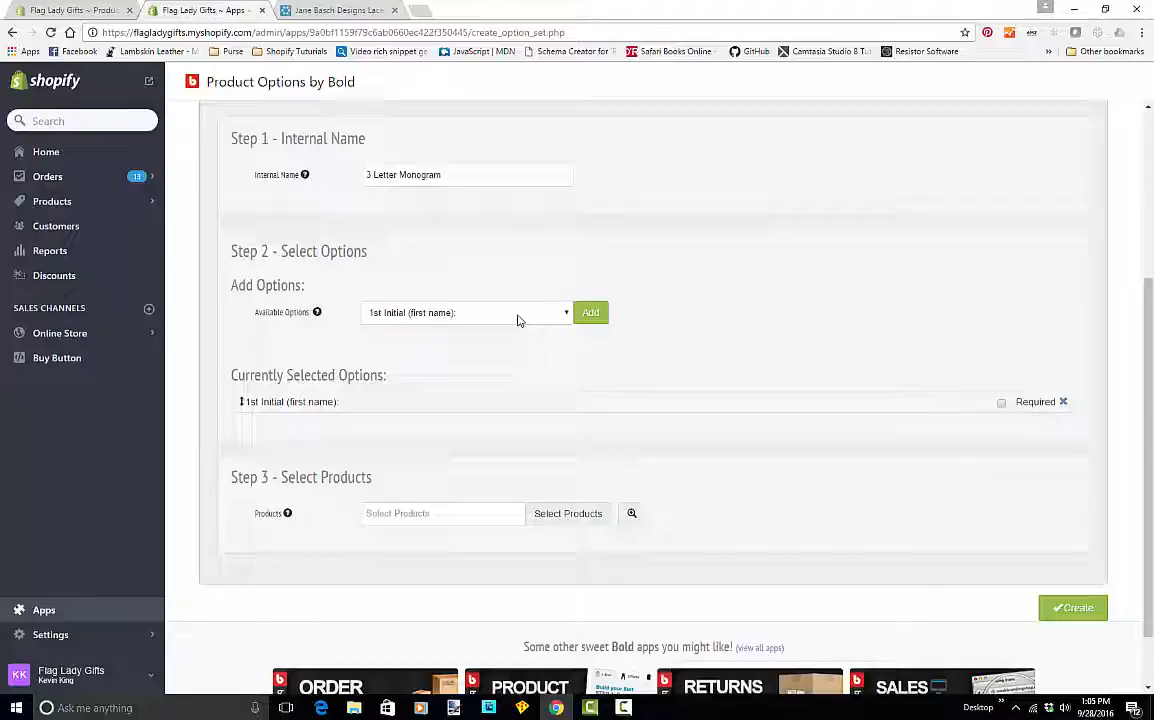 Flag Lady Gifts ~ Produc
Flag Lady Gifts ~ Apps ~
Jane Basch Designs Lace
https://flagladygifts.myshopify.com/admin/apps/9a0bf1159f79c6ab0660ec422f350445/create_option_set.php
Apps
Facebook
Lambskin Leather - M
Purse
Shopify Tutorials
Video rich snippet ge
JavaScript | MDN
Schema Creator for
Safari Books Online
GitHub
Camtasia Studio 8 Tut
Resistor Software
Other bookmarks
shopify
Product Options by Bold
Search
Home
Orders 13
Products
Customers
Reports
Discounts
SALES CHANNELS
Online Store
Buy Button
Apps
Settings
KK
Flag Lady Gifts
Kevin King
Step 1 - Internal Name
Internal Name
3 Letter Monogram
Step 2 - Select Options
Add Options:
Available Options
1st Initial (first name):
Add
Currently Selected Options:
1st Initial (first name):
Required
Step 3 - Select Products
Products
Select Products
Select Products
Create
Some other sweet Bold apps you might like! (view all apps)
ORDER
PRODUCT
RETURNS
SALES
Ask me anything
Desktop
1:05 PM
9/28/2016